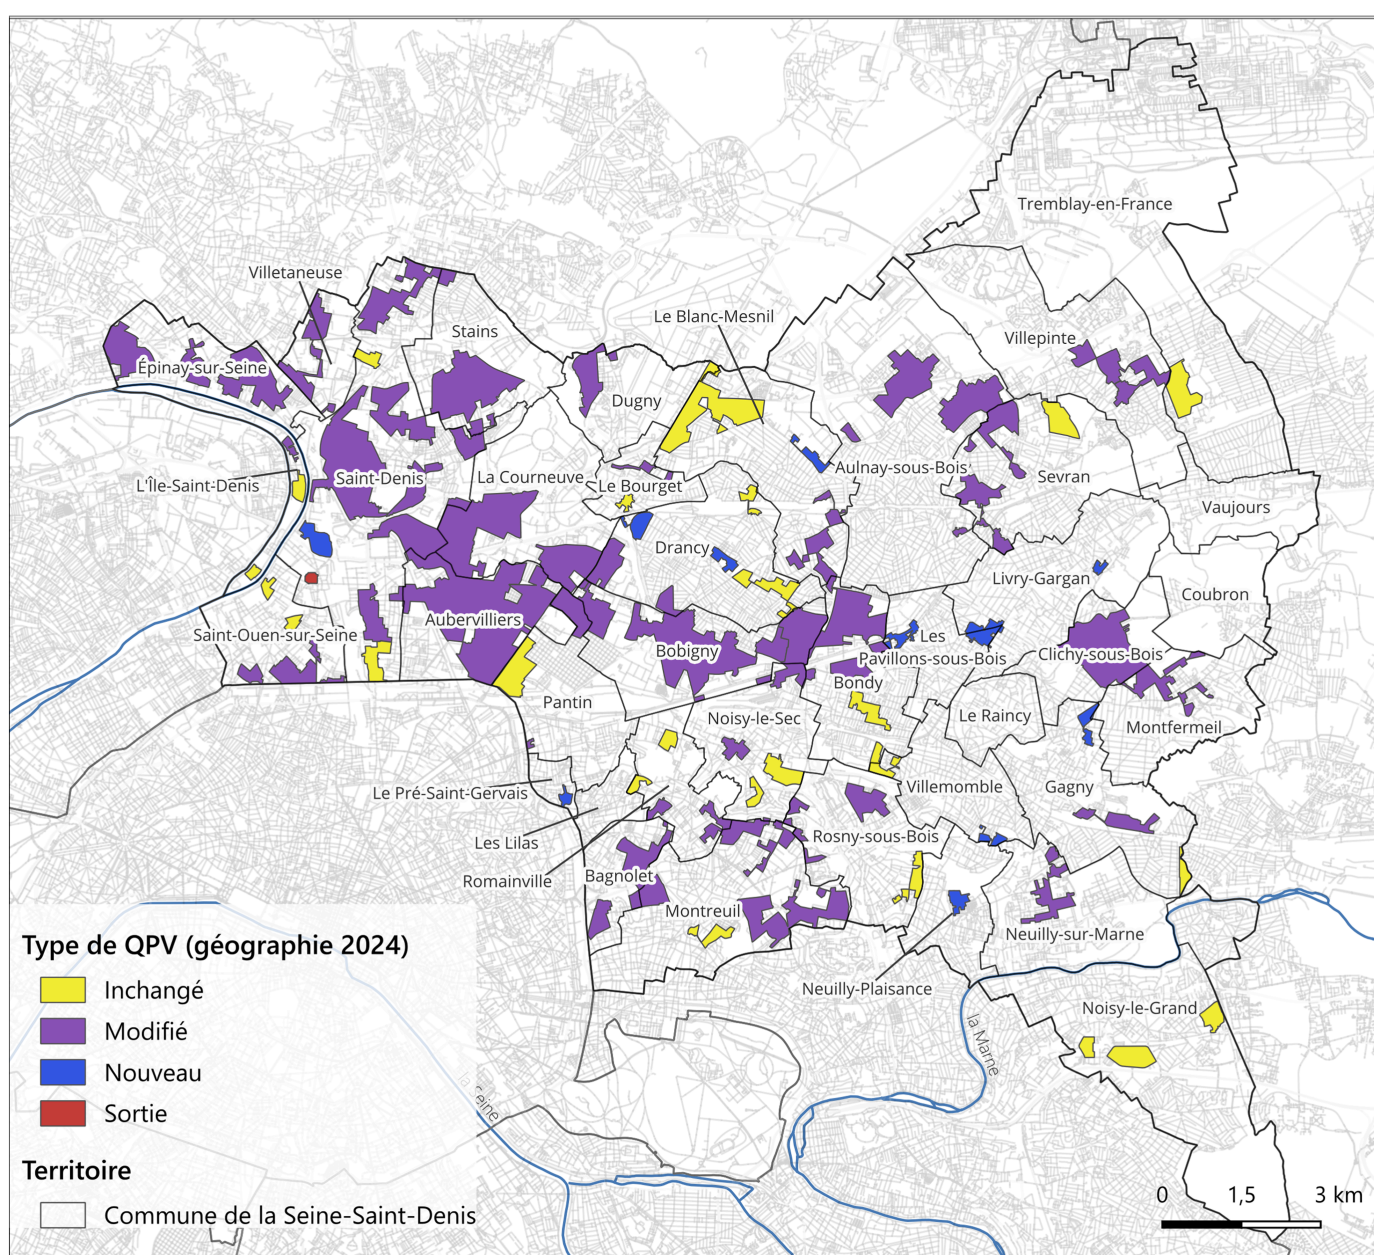 Tremblay-en-France
Villetaneuse
Le Blanc-Mesnil
Stains
Villepinte
Épinay-sur-Seine
Dugny
L'Île-Saint-Denis
Saint-Denis
La Courneuve
Le Bourget
Aulnay-sous-Bois
Sevran
Vaujours
Drancy
Livry-Gargan
Coubron
Saint-Ouen-sur-Seine
Aubervilliers
Bobigny
Les
Pavillons-sous-Bois
Clichy-sous-Bois
Bondy
Pantin
Noisy-le-Sec
Le Raincy
Montfermeil
Le Pré-Saint-Gervais
Villemomble
Gagny
Les Lilas
Rosny-sous-Bois
Romainville
Bagnolet
Montreuil
Neuilly-sur-Marne
Neuilly-Plaisance
Noisy-le-Grand
la Marne
eine
Type de QPV (géographie 2024)
Inchangé
Modifié
Nouveau
Sortie
Territoire
Commune de la Seine-Saint-Denis
0 1,5 3 km